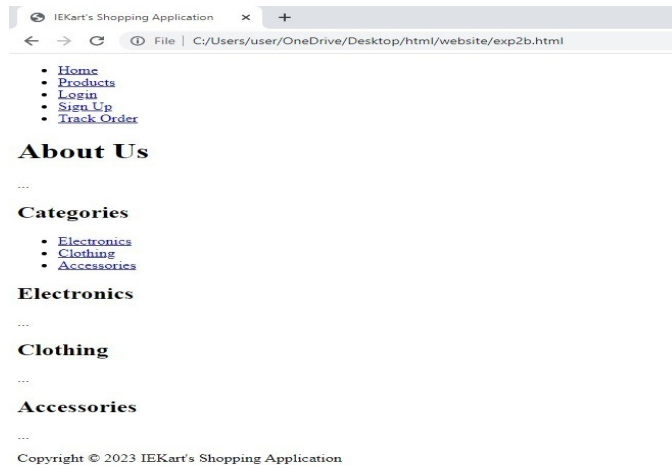 IEKart's Shopping Application
File | C:/Users/user/OneDrive/Desktop/html/website/exp2b.html
• Home
• Products
• Login
• Sign Up
• Track Order
About Us
...
Categories
• Electronics
• Clothing
• Accessories
Electronics
...
Clothing
...
Accessories
...
Copyright © 2023 IEKart's Shopping Application